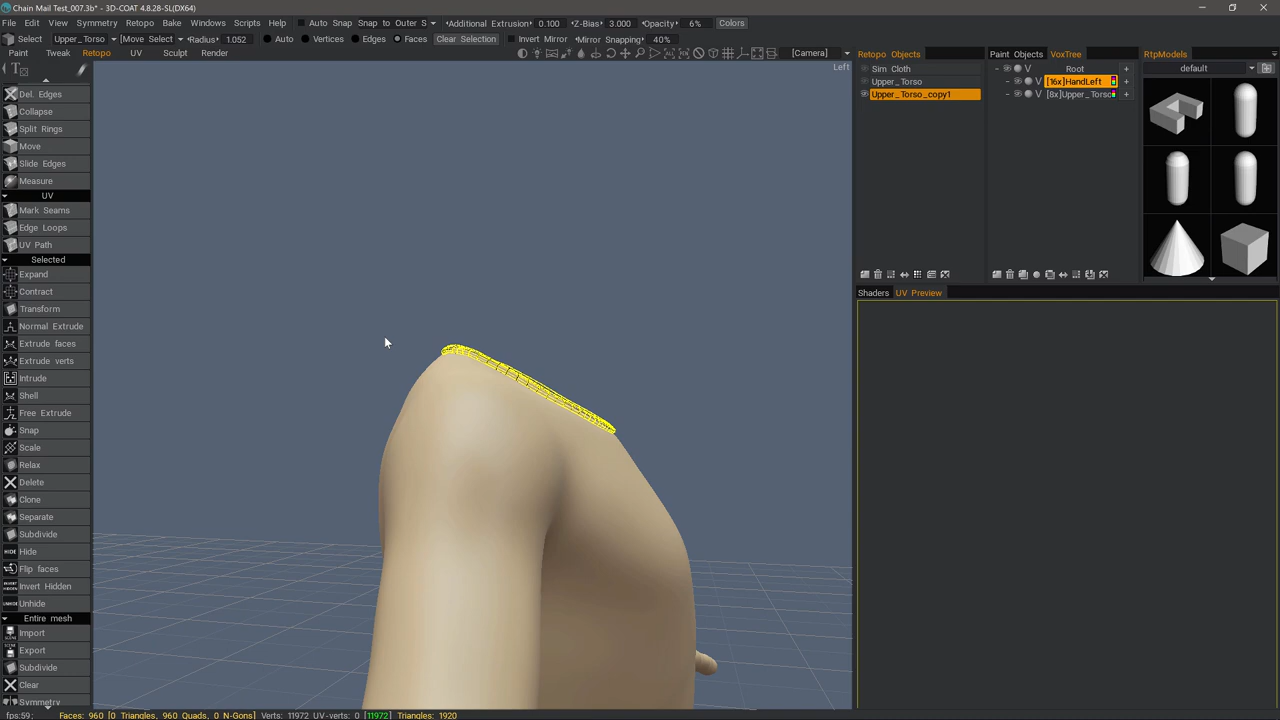 Chain Mail Test_007.3b* - 3D-COAT 4.8.28-SL(DX64)
File Edit View Symmetry Retopo Bake Windows Scripts Help Auto Snap Snap to Outer S Additional Extrusion 0.100 Z-Bias 3.000 Opacity 6% Colors
Select Upper_Torso [Move Select] Radius 1.052 Auto Vertices Edges Faces Clear Selection Invert Mirror Mirror Snapping 40%
Paint Tweak Retopo UV Sculpt Render [Camera]
Left
Del. Edges
Collapse
Split Rings
Move
Slide Edges
Measure
UV
Mark Seams
Edge Loops
UV Path
Selected
Expand
Contract
Transform
Normal Extrude
Extrude faces
Extrude verts
Intrude
Shell
Free Extrude
Snap
Scale
Relax
Delete
Clone
Separate
Subdivide
HIDE Hide
Flip faces
Invert Hidden
UNHIDE Unhide
Entire mesh
Import
Export
Subdivide
Clear
Symmetry
Retopo Objects
Sim Cloth
Upper_Torso
Upper_Torso_copy1
Paint Objects VoxTree
Root +
V [16x]HandLeft +
V [8x]Upper_Torso +
RtpModels
default
Shaders UV Preview
fps:59; Faces: 960 [0 Triangles, 960 Quads, 0 N-Gons] Verts: 11972 UV-verts: 0 [11972] Triangles: 1920